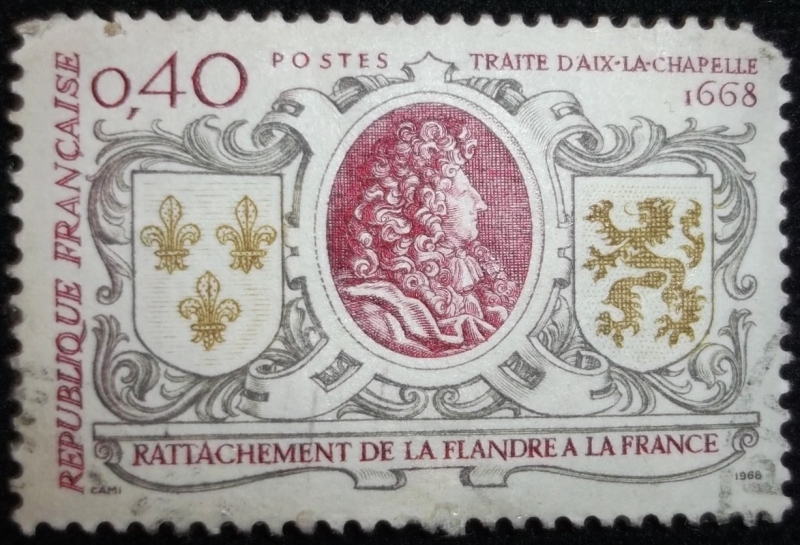 POSTES TRAITE D'AIX-LA-CHAPELLE
0,40
1668
REPUBLIQUE FRANÇAISE
RATTACHEMENT DE LA FLANDRE A LA FRANCE
CAMI
1968